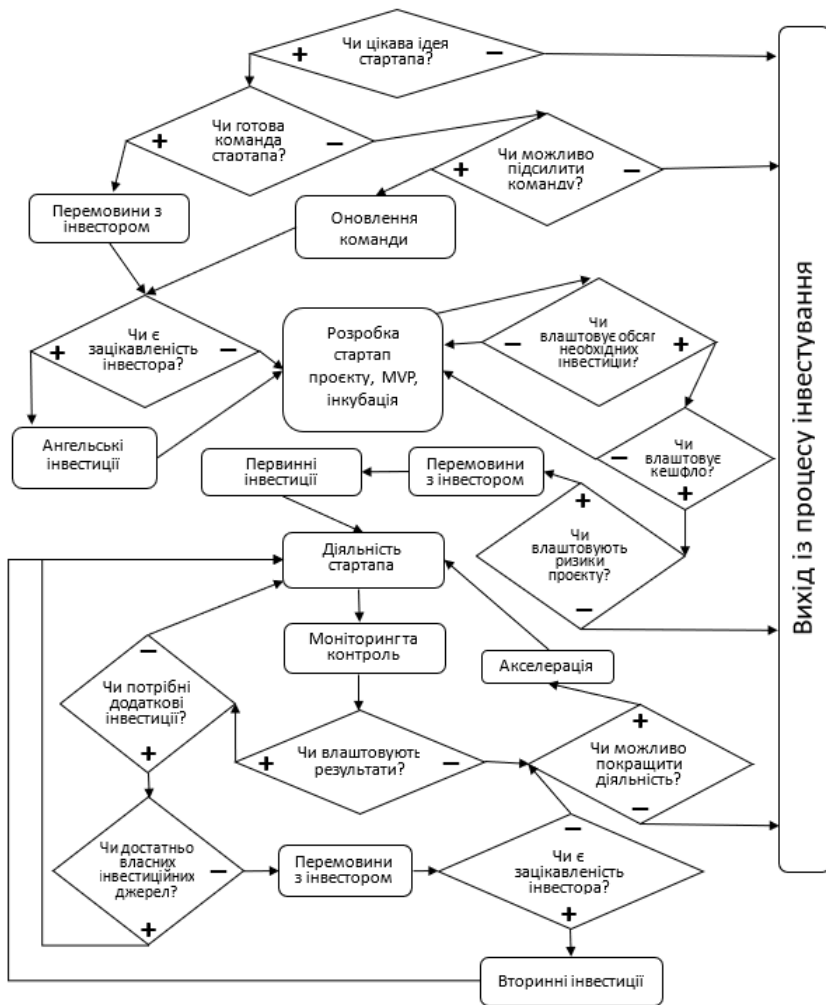 Чи цікава ідея
стартапа?
+
−
Чи готова
команда
стартапа?
+
−
Чи можливо
підсилити
команду?
+
−
Перемовини з
інвестором
Оновлення
команди
Чи є
зацікавленість
інвестора?
+
−
Розробка
стартап
проєкту, MVP,
інкубація
Чи
влаштовує обсяг
необхідних
інвестицій?
−
+
Ангельські
інвестиції
Чи
влаштовує
кешфло?
−
+
Первинні
інвестиції
Перемовини
з інвестором
+
Чи
влаштовують
ризики
проєкту?
−
Діяльність
стартапа
Моніторинг та
контроль
Акселерація
−
Чи потрібні
додаткові
інвестиції?
+
Чи влаштовують
результати?
+
−
+
Чи можливо
покращити
діяльність?
−
Чи достатньо
власних
інвестиційних
джерел?
−
+
Перемовини
з інвестором
−
Чи є
зацікавленість
інвестора?
+
Вторинні інвестиції
Вихід із процесу інвестування